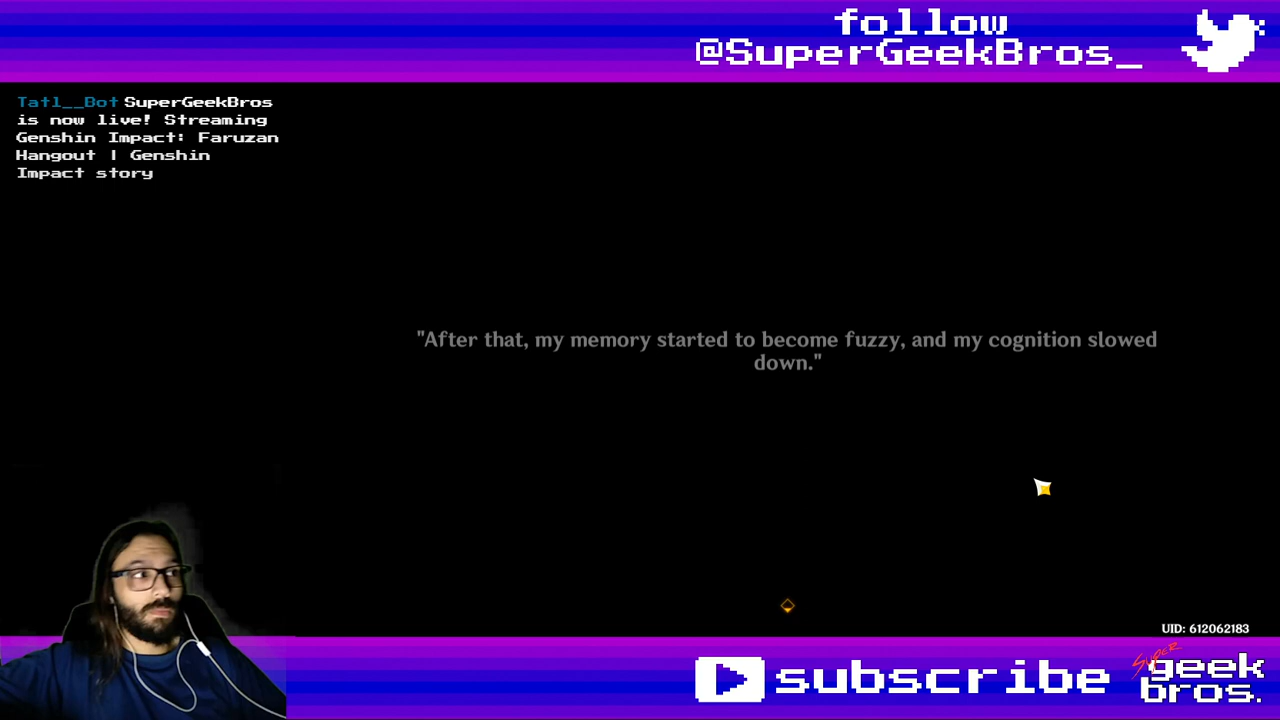 follow
@SuperGeekBros_
Tatl__Bot SuperGeekBros
is now live! Streaming
Genshin Impact: Faruzan
Hangout | Genshin
Impact story
"After that, my memory started to become fuzzy, and my cognition slowed
down."
UID: 612062183
subscribe
SUPER
geek
bros.